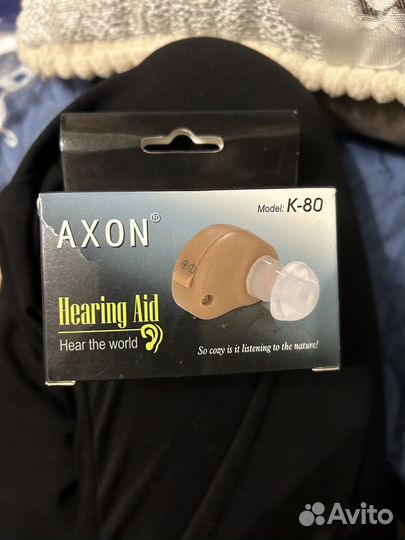 AXON®
Model: K-80
Hearing Aid
Hear the world
So cozy is it listening to the nature!
Avito